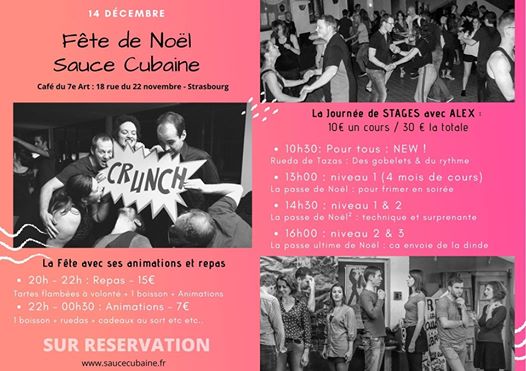 14 DÉCEMBRE
Fête de Noël
Sauce Cubaine
Café du 7e Art : 18 rue du 22 novembre - Strasbourg
CRUNCH
La Fête avec ses animations et repas
• 20h - 22h : Repas - 15€
Tartes flambées à volonté + 1 boisson + Animations
• 22h - 00h30 : Animations - 7€
1 boisson + ruedas + cadeaux au sort etc etc..
SUR RESERVATION
www.saucecubaine.fr
La Journée de STAGES avec ALEX :
10€ un cours / 30 € la totale
• 10h30: Pour tous : NEW !
Rueda de Tazas : Des gobelets & du rythme
• 13h00 : niveau 1 (4 mois de cours)
La passe de Noël : pour frimer en soirée
• 14h30 : niveau 1 & 2
La passe de Noël² : technique et surprenante
• 16h00 : niveau 2 & 3
La passe ultime de Noël : ca envoie de la dinde